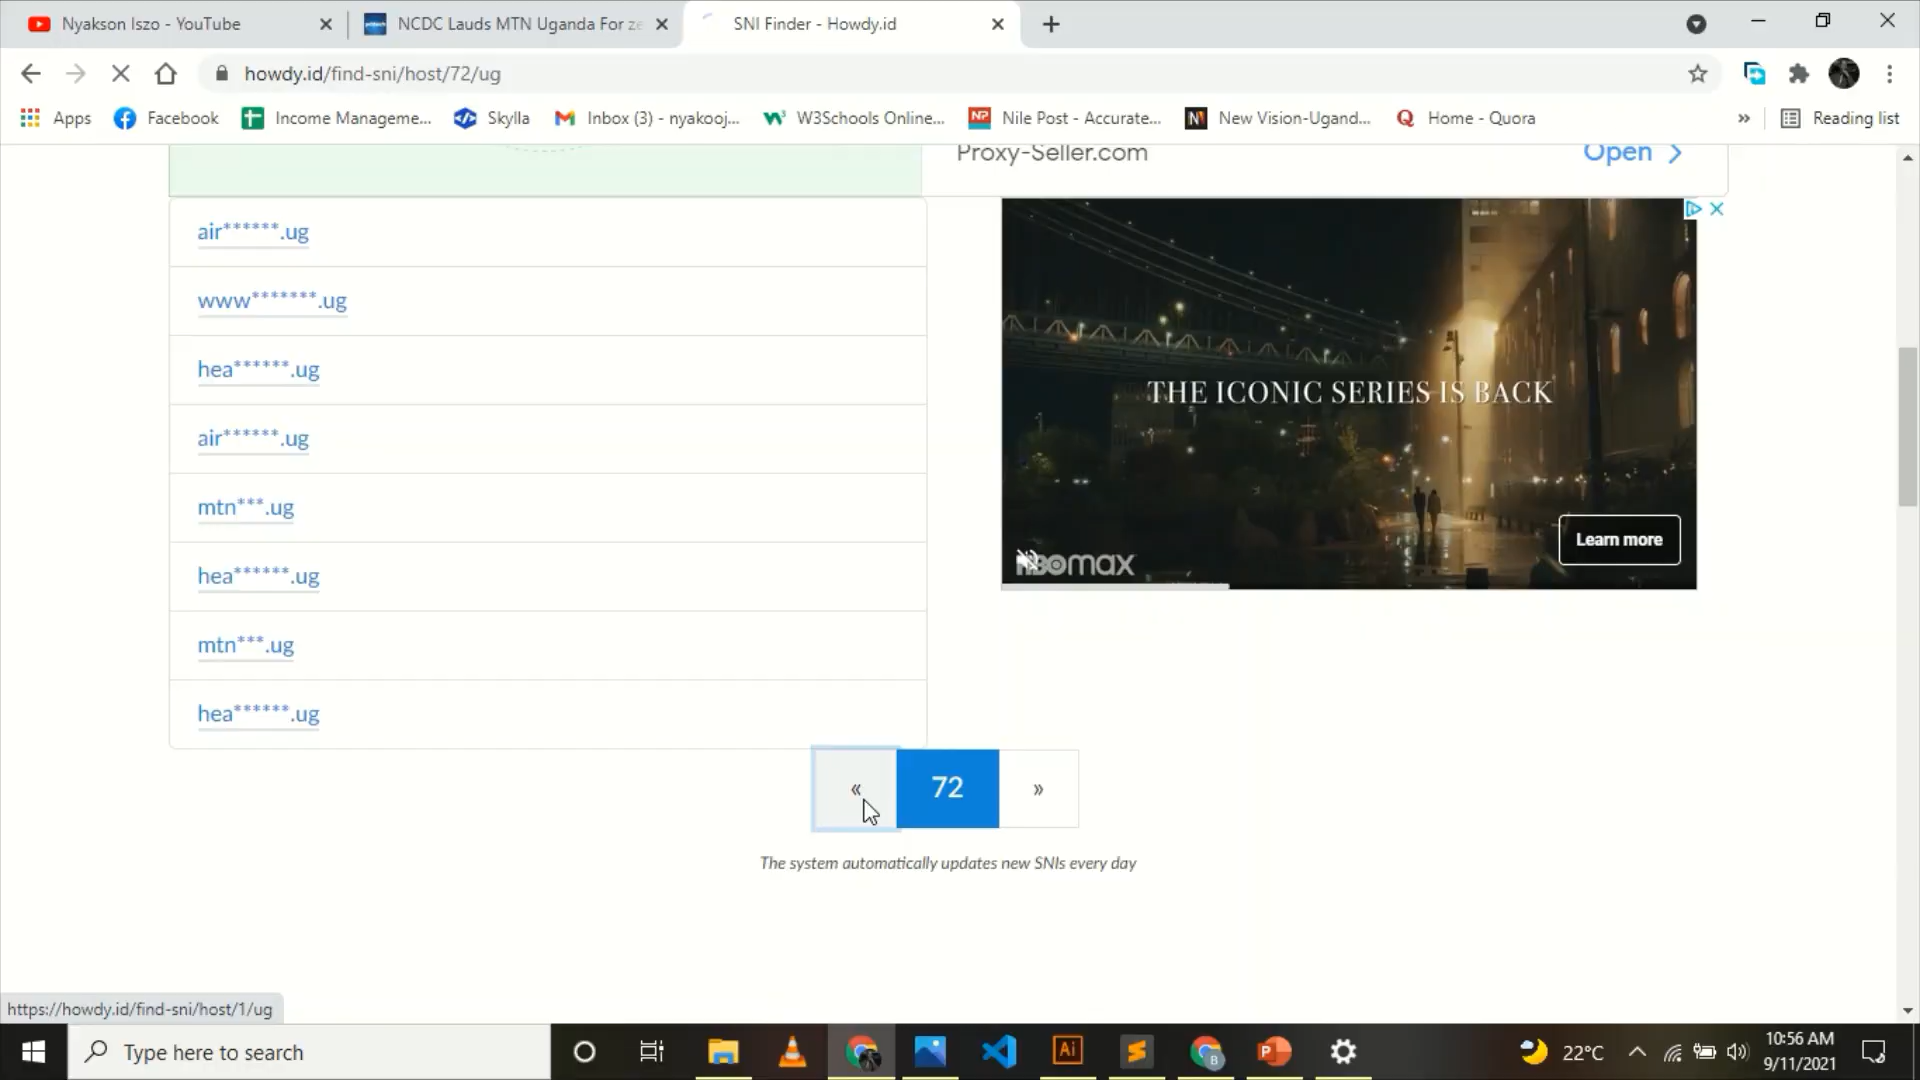 Nyakson Iszo - YouTube
NCDC Lauds MTN Uganda For ze
SNI Finder - Howdy.id
howdy.id/find-sni/host/72/ug
Apps
Facebook
Income Manageme...
Skylla
Inbox (3) - nyakooj...
W3Schools Online...
NP
Nile Post - Accurate...
N
New Vision-Ugand...
Q
Home - Quora
»
Reading list
Proxy-Seller.com
Open
air******.ug
www*******.ug
hea******.ug
air******.ug
mtn***.ug
hea******.ug
mtn***.ug
hea******.ug
THE ICONIC SERIES IS BACK
Learn more
HBOmax
«
72
»
The system automatically updates new SNIs every day
https://howdy.id/find-sni/host/1/ug
Type here to search
Ai
B
P
22°C
10:56 AM
9/11/2021